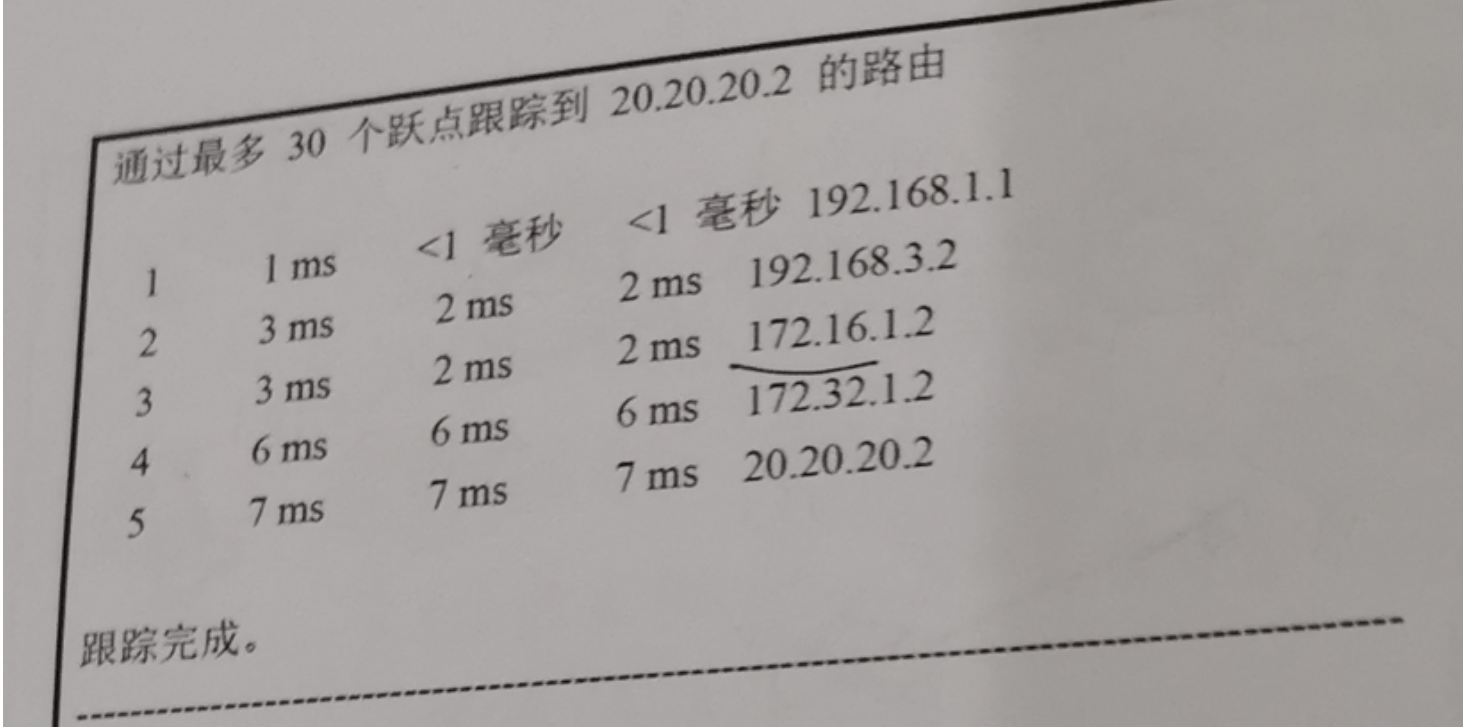 通过最多 30 个跃点跟踪到 20.20.20.2 的路由
1 1 ms <1 毫秒 <1 毫秒 192.168.1.1
2 3 ms 2 ms 2 ms 192.168.3.2
3 3 ms 2 ms 2 ms 172.16.1.2
4 6 ms 6 ms 6 ms 172.32.1.2
5 7 ms 7 ms 7 ms 20.20.20.2
跟踪完成。